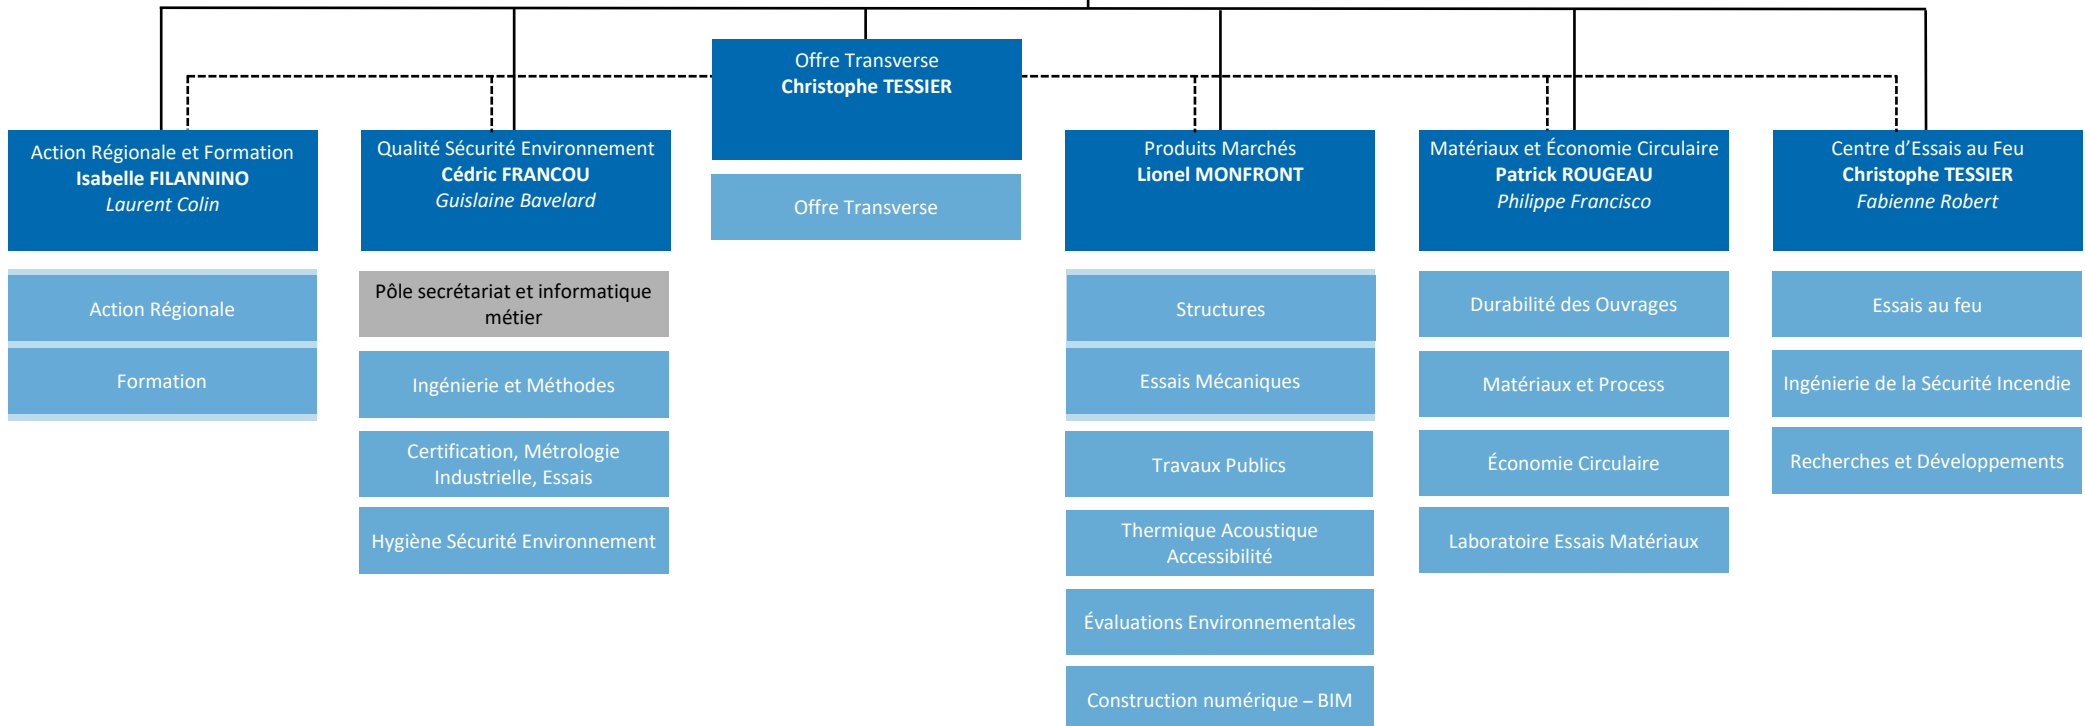 Offre Transverse
Christophe TESSIER
Offre Transverse
Action Régionale et Formation
Isabelle FILANNINO
Laurent Colin
Action Régionale
Formation
Qualité Sécurité Environnement
Cédric FRANCOU
Guislaine Bavelard
Pôle secrétariat et informatique
métier
Ingénierie et Méthodes
Certification, Métrologie
Industrielle, Essais
Hygiène Sécurité Environnement
Produits Marchés
Lionel MONFRONT
Structures
Essais Mécaniques
Travaux Publics
Thermique Acoustique
Accessibilité
Évaluations Environnementales
Construction numérique – BIM
Matériaux et Économie Circulaire
Patrick ROUGEAU
Philippe Francisco
Durabilité des Ouvrages
Matériaux et Process
Économie Circulaire
Laboratoire Essais Matériaux
Centre d’Essais au Feu
Christophe TESSIER
Fabienne Robert
Essais au feu
Ingénierie de la Sécurité Incendie
Recherches et Développements